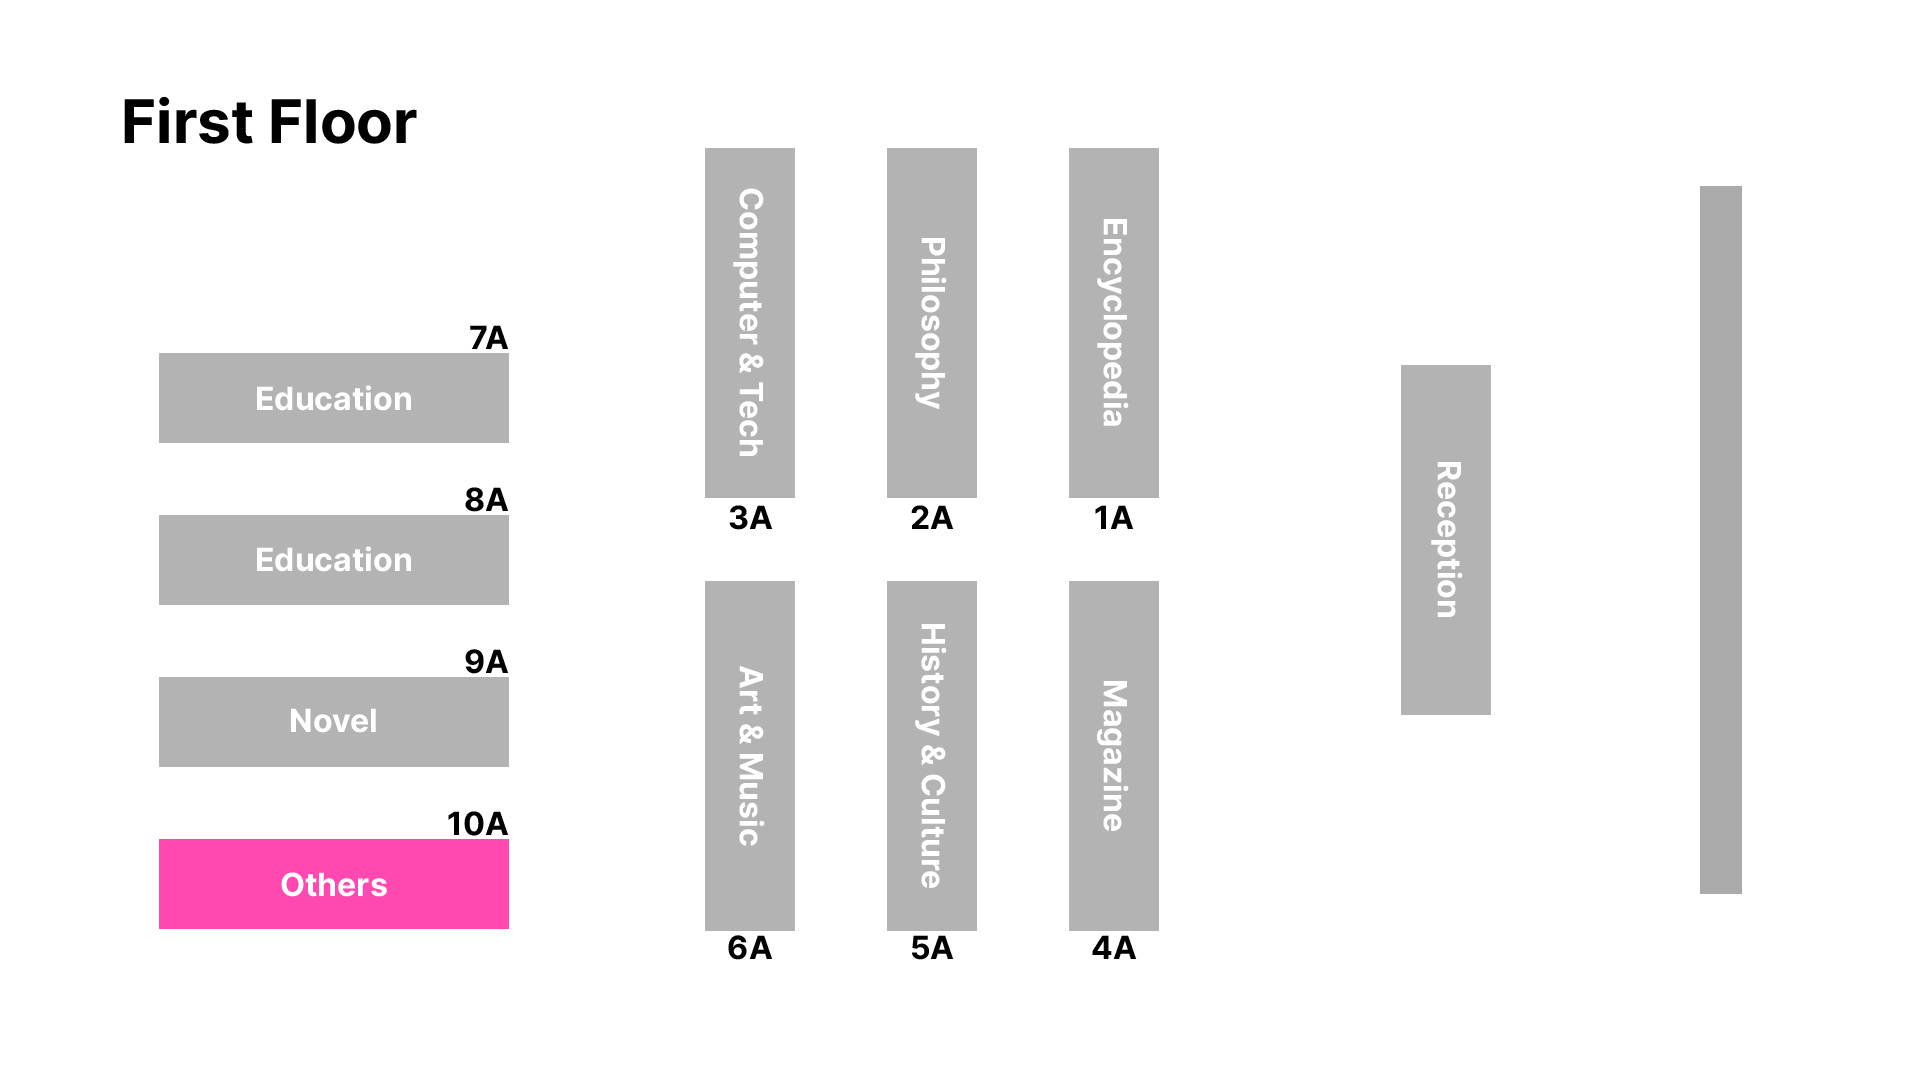 First Floor
7A
Education
8A
Education
9A
Novel
10A
Others
Computer & Tech
3A
Philosophy
2A
Encyclopedia
1A
Art & Music
6A
History & Culture
5A
Magazine
4A
Reception